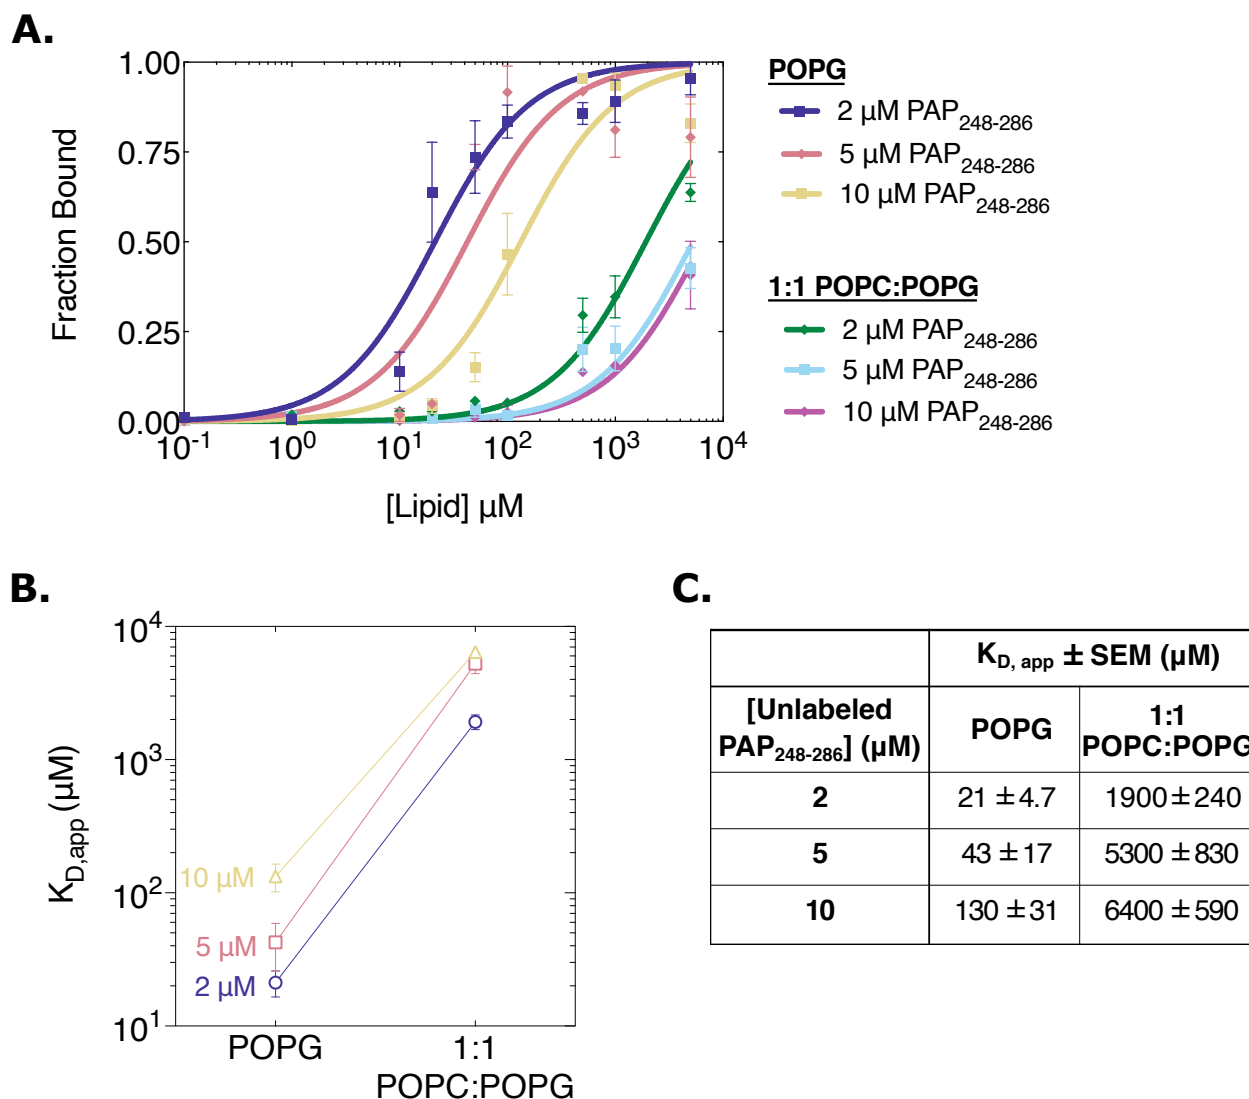 A.
1.00
0.75
0.50
0.25
0.00
Fraction Bound
10⁻¹ 10⁰ 10¹ 10² 10³ 10⁴
[Lipid] µM
POPG
2 µM PAP₂₄₈₋₂₈₆
5 µM PAP₂₄₈₋₂₈₆
10 µM PAP₂₄₈₋₂₈₆
1:1 POPC:POPG
2 µM PAP₂₄₈₋₂₈₆
5 µM PAP₂₄₈₋₂₈₆
10 µM PAP₂₄₈₋₂₈₆
B.
10⁴
10³
10²
10¹
K_D,app (µM)
10 µM
5 µM
2 µM
POPG
1:1
POPC:POPG
C.
K_D, app ± SEM (µM)
[Unlabeled
PAP₂₄₈₋₂₈₆] (µM)
POPG
1:1
POPC:POPG
2 21 ± 4.7 1900 ± 240
5 43 ± 17 5300 ± 830
10 130 ± 31 6400 ± 590